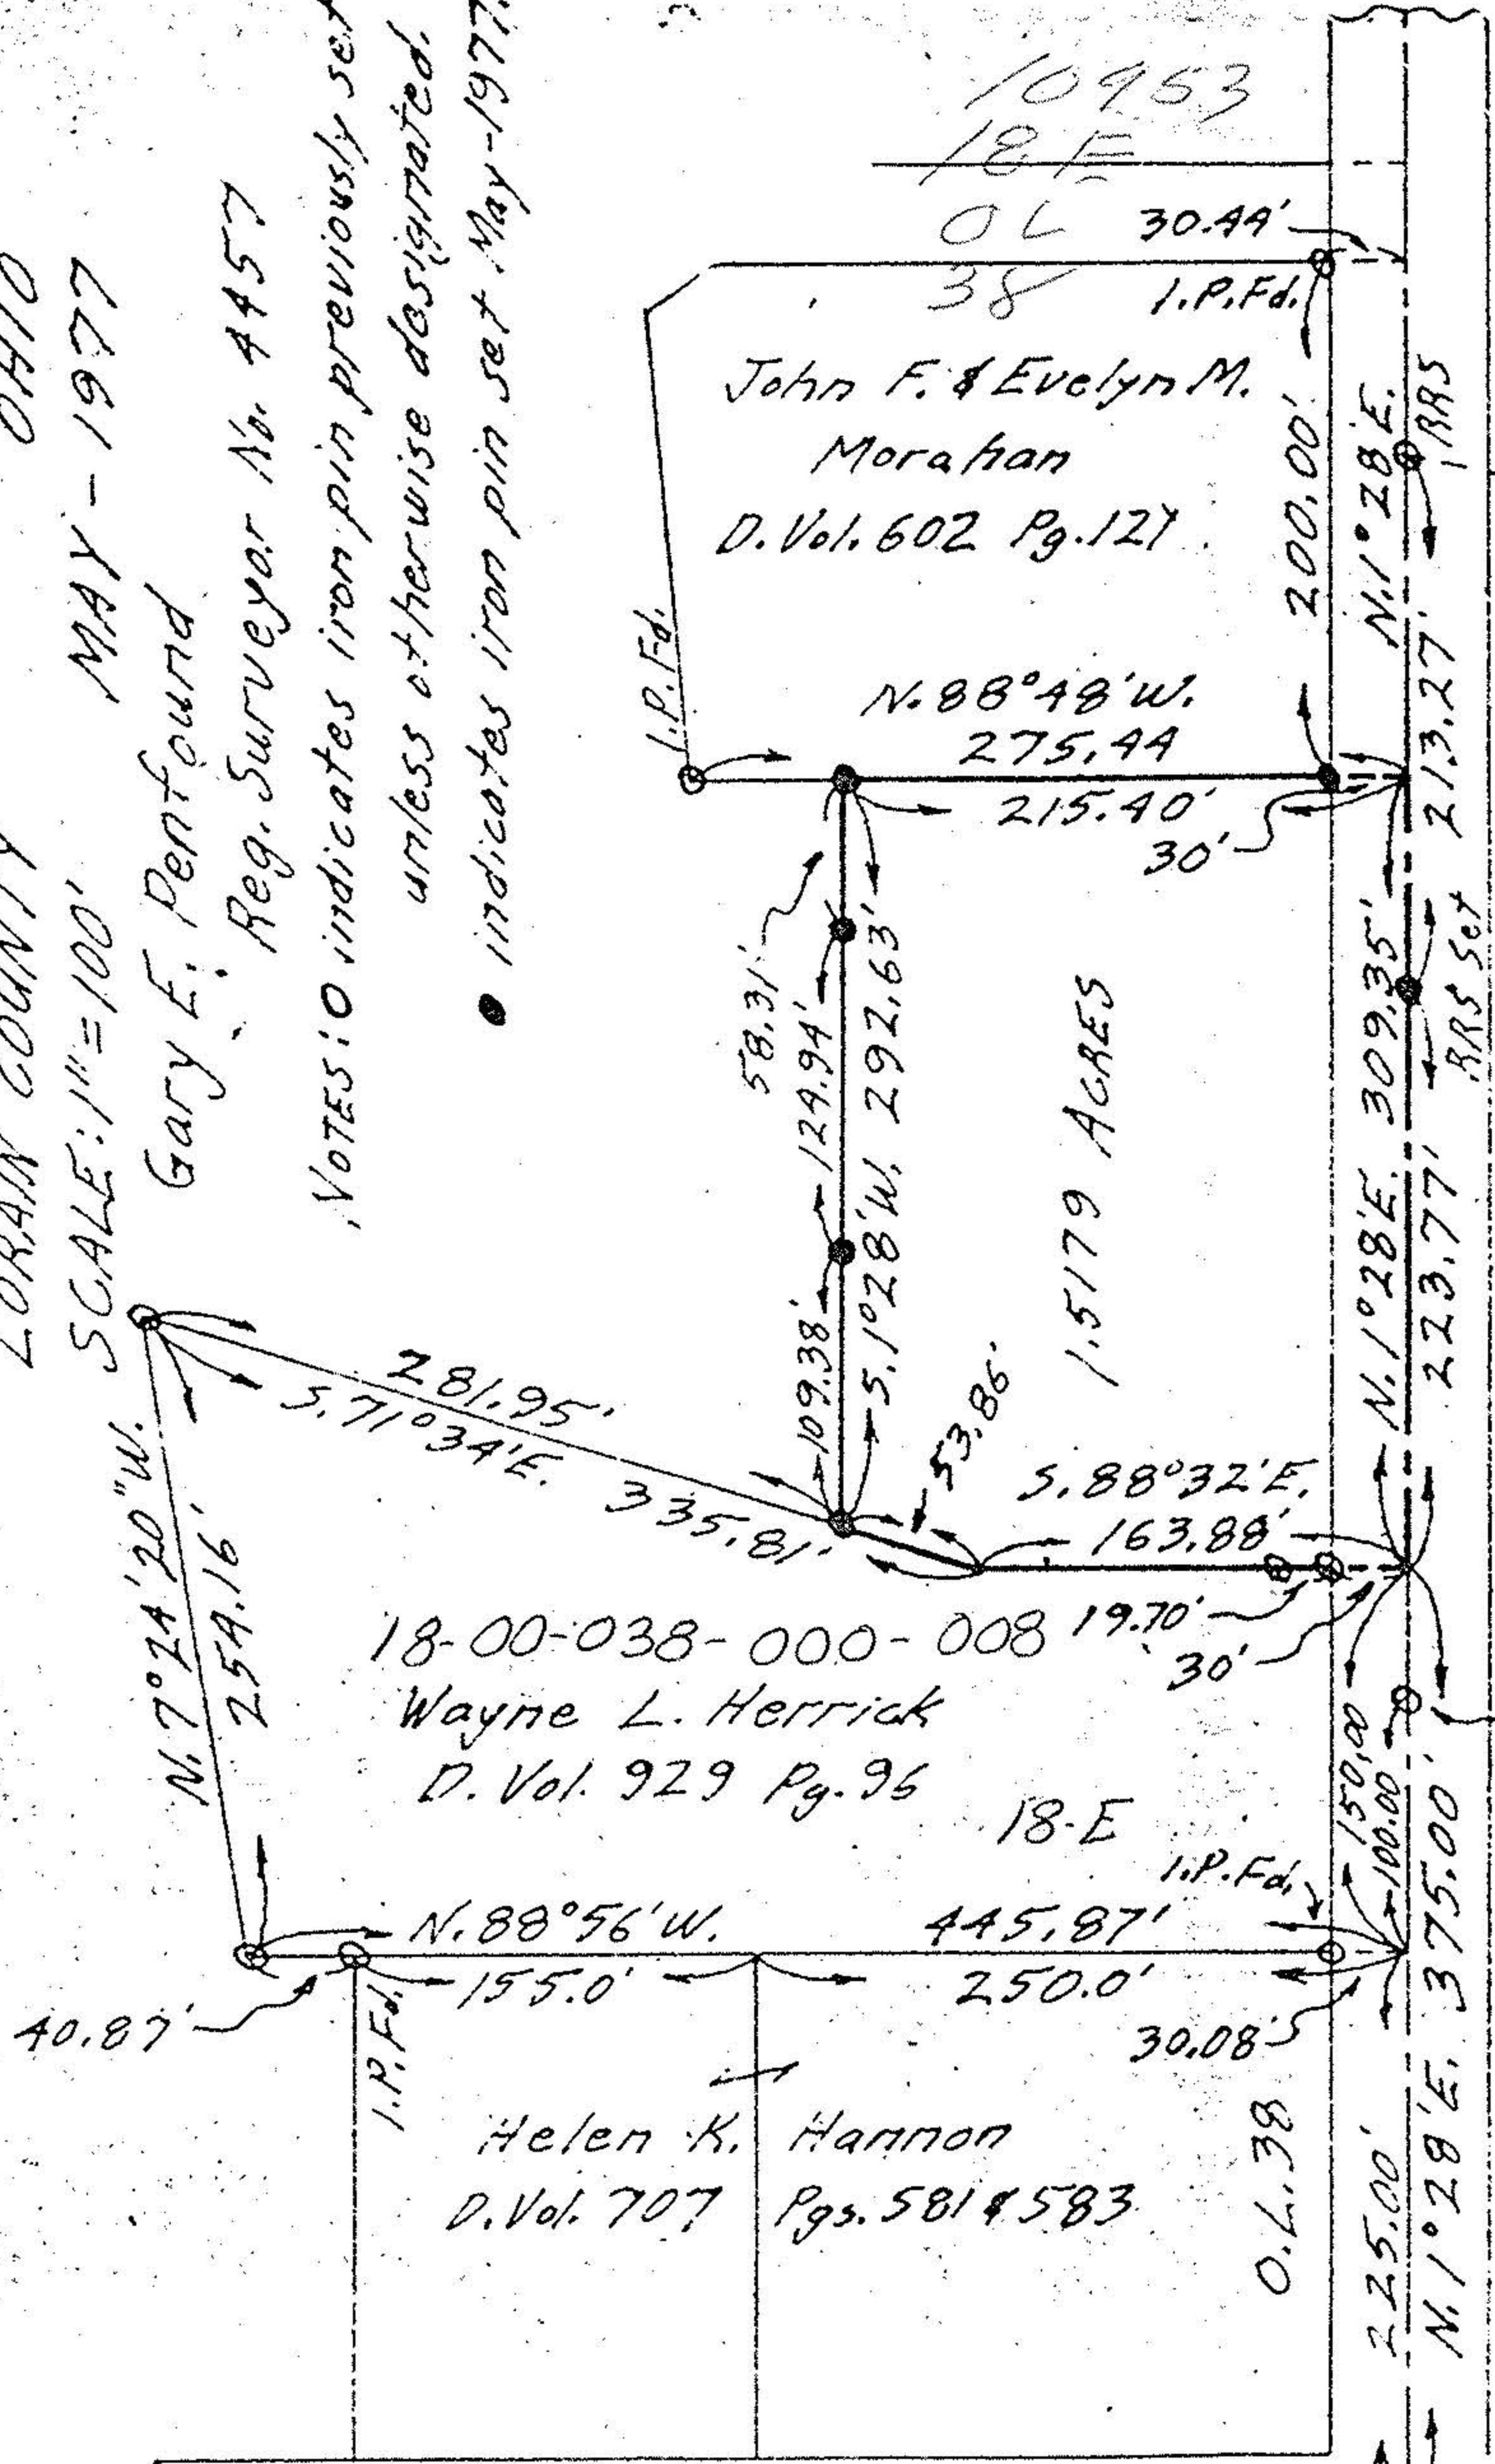 LORAIN COUNTY OHIO
SCALE: 1"=100' MAY-1977
Gary E. Pentound
Reg. Surveyor No. 4457
NOTES: O indicates iron pin previously set
unless otherwise designated.
● indicates iron pin set May-1977.
10953
18 E
OL
38
30.44'
I.P.Fd.
John F. & Evelyn M.
Morahan
D. Vol. 602 Pg. 127
200.00'
N.1°28'E.
RRS
213.27'
I.P.Fd.
N.88°48'W.
275.44
215.40'
30'
58.31'
124.94'
109.38'
S.1°28'W. 292.63'
1.5179 ACRES
N.1°28'E. 309.35'
RRS Set
223.77'
281.95'
S.71°34'E. 335.81'
53.86'
S.88°32'E.
163.88'
19.70'
30'
N.7°24'20"W.
254.16'
18-00-038-000-008
Wayne L. Herrick
D. Vol. 929 Pg. 96
18-E
I.P.Fd.
150.00
100.00
375.00'
N.88°56'W. 445.87'
155.0' 250.0'
40.87'
30.08'
I.P.Fd.
Helen K. Hannon
D.Vol. 707 Pgs. 581 & 583
O.L.38
225.00'
N.1°28'E.